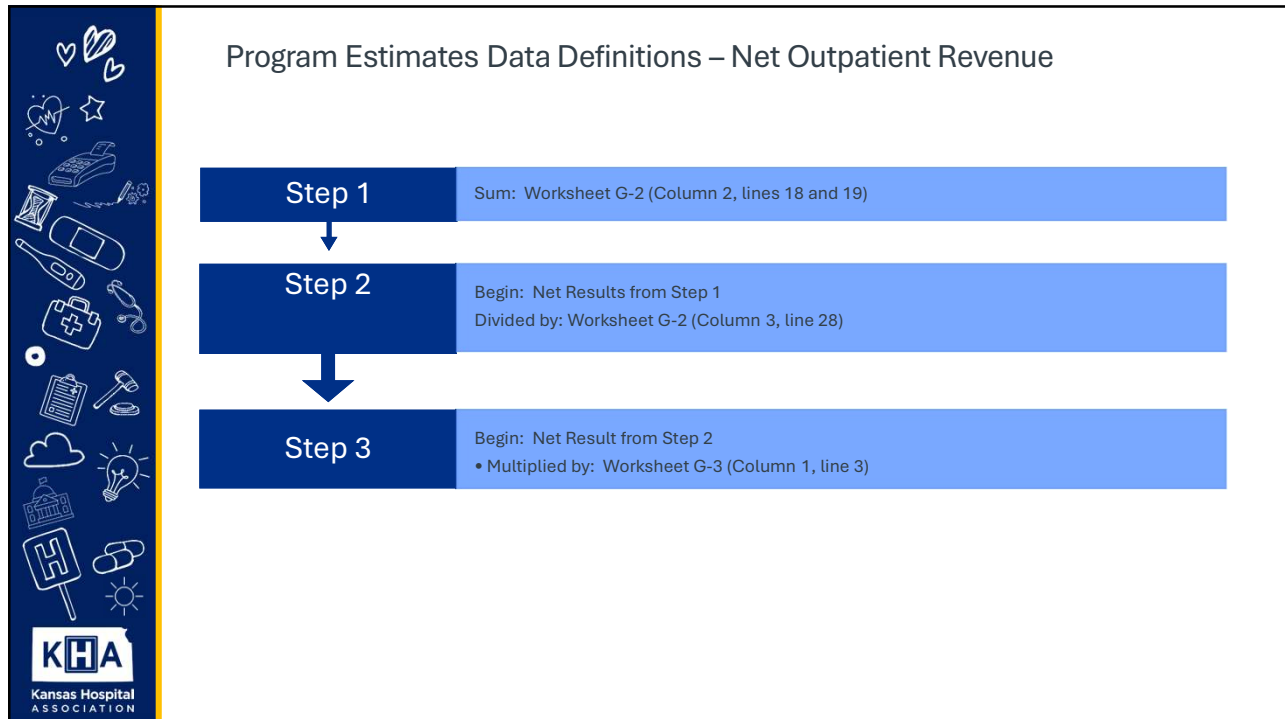 Program Estimates Data Definitions – Net Outpatient Revenue
Step 1
Sum: Worksheet G-2 (Column 2, lines 18 and 19)
Step 2
Begin: Net Results from Step 1
Divided by: Worksheet G-2 (Column 3, line 28)
Step 3
Begin: Net Result from Step 2
• Multiplied by: Worksheet G-3 (Column 1, line 3)
H
KHA
Kansas Hospital
ASSOCIATION